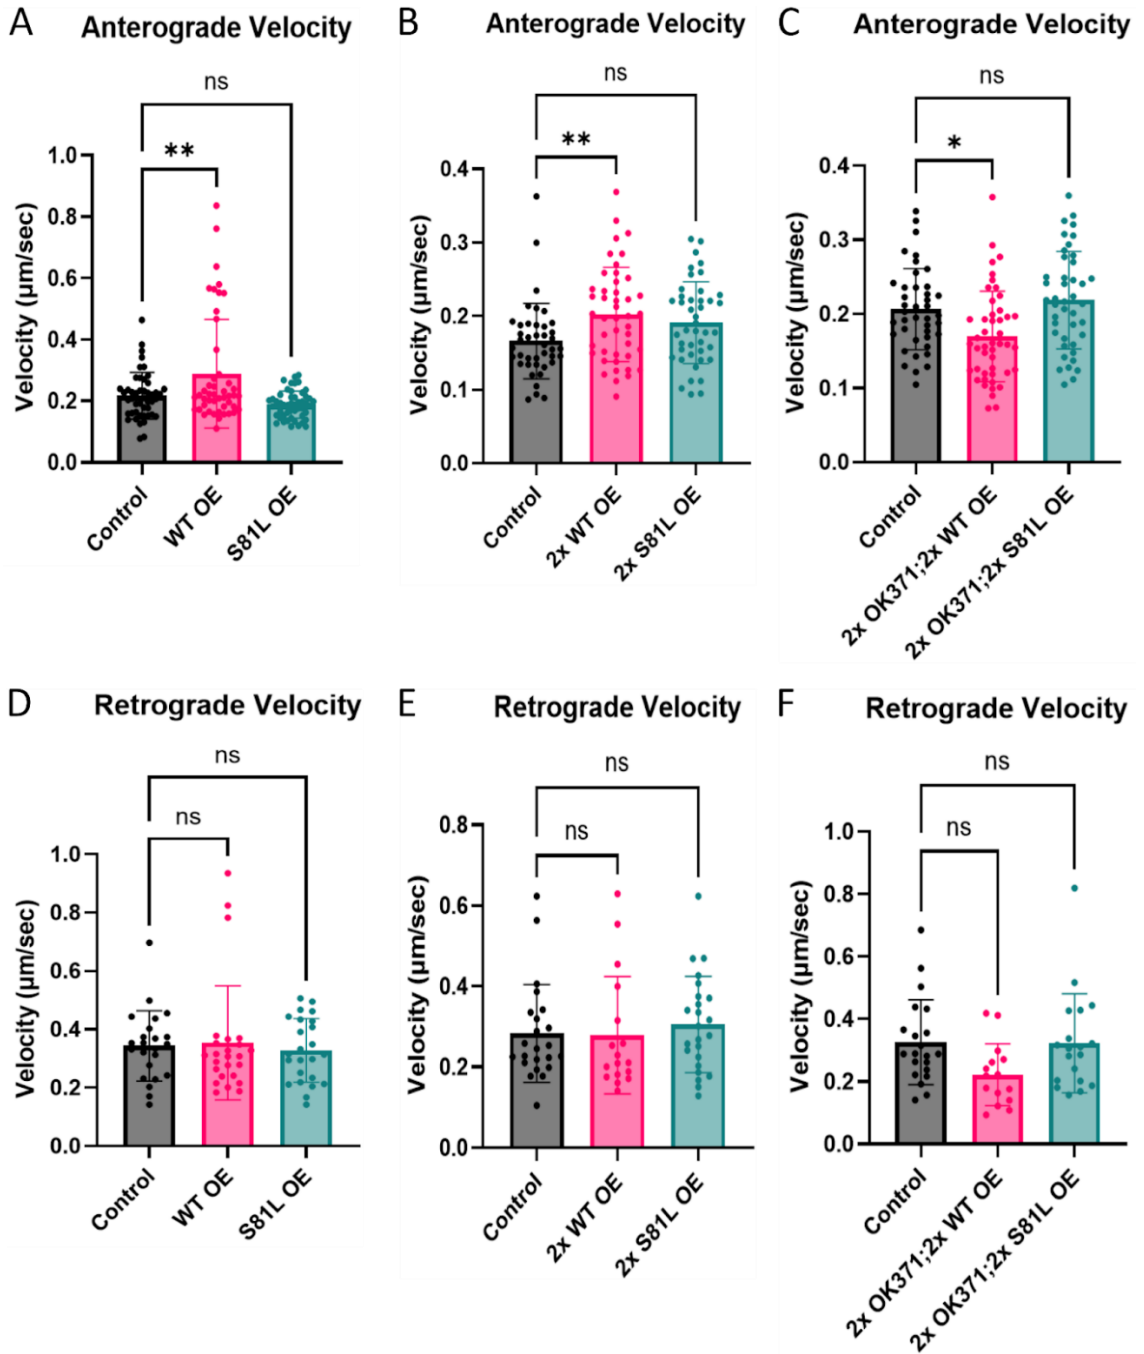 A Anterograde Velocity
ns
**
Velocity (µm/sec)
1.0
0.8
0.6
0.4
0.2
0.0
Control
WT OE
S81L OE
B Anterograde Velocity
ns
**
Velocity (µm/sec)
0.4
0.3
0.2
0.1
0.0
Control
2x WT OE
2x S81L OE
C Anterograde Velocity
ns
*
Velocity (µm/sec)
0.4
0.3
0.2
0.1
0.0
Control
2x OK371;2x WT OE
2x OK371;2x S81L OE
D Retrograde Velocity
ns
ns
Velocity (µm/sec)
1.0
0.8
0.6
0.4
0.2
0.0
Control
WT OE
S81L OE
E Retrograde Velocity
ns
ns
Velocity (µm/sec)
0.8
0.6
0.4
0.2
0.0
Control
2x WT OE
2x S81L OE
F Retrograde Velocity
ns
ns
Velocity (µm/sec)
1.0
0.8
0.6
0.4
0.2
0.0
Control
2x OK371;2x WT OE
2x OK371;2x S81L OE